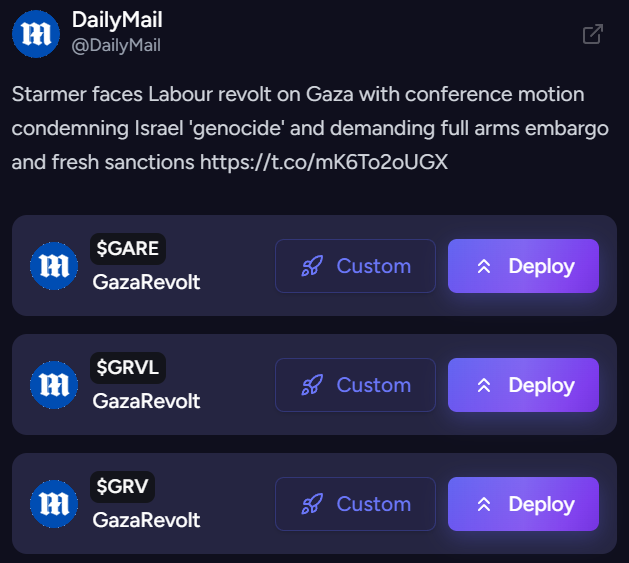 DailyMail
@DailyMail
Starmer faces Labour revolt on Gaza with conference motion
condemning Israel 'genocide' and demanding full arms embargo
and fresh sanctions https://t.co/mK6To2oUGX
$GARE
GazaRevolt
Custom
Deploy
$GRVL
GazaRevolt
Custom
Deploy
$GRV
GazaRevolt
Custom
Deploy